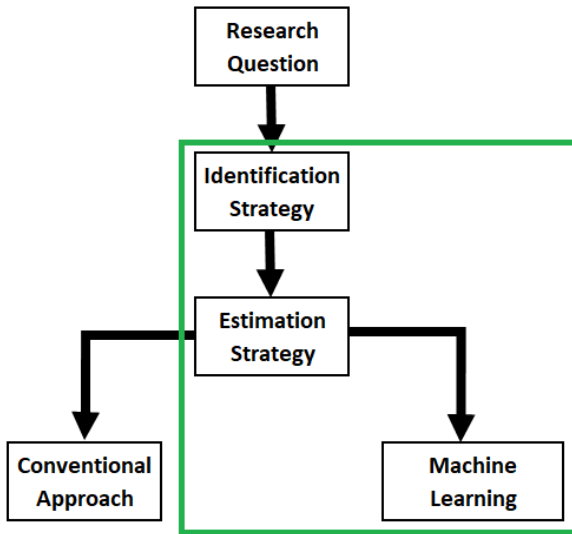 Research
Question
Identification
Strategy
Estimation
Strategy
Conventional
Approach
Machine
Learning